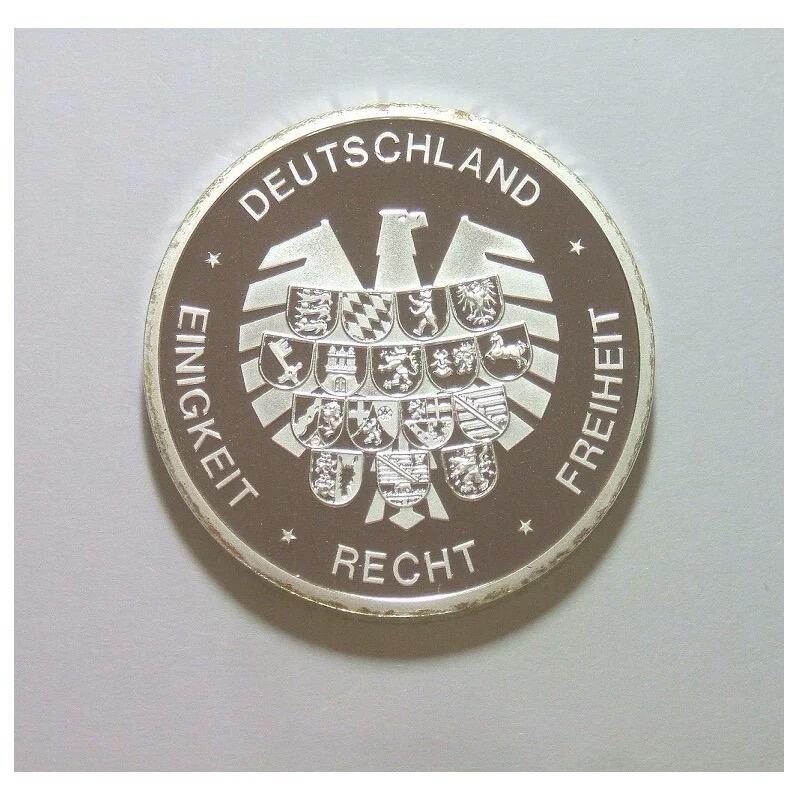 DEUTSCHLAND
EINIGKEIT
RECHT
FREIHEIT